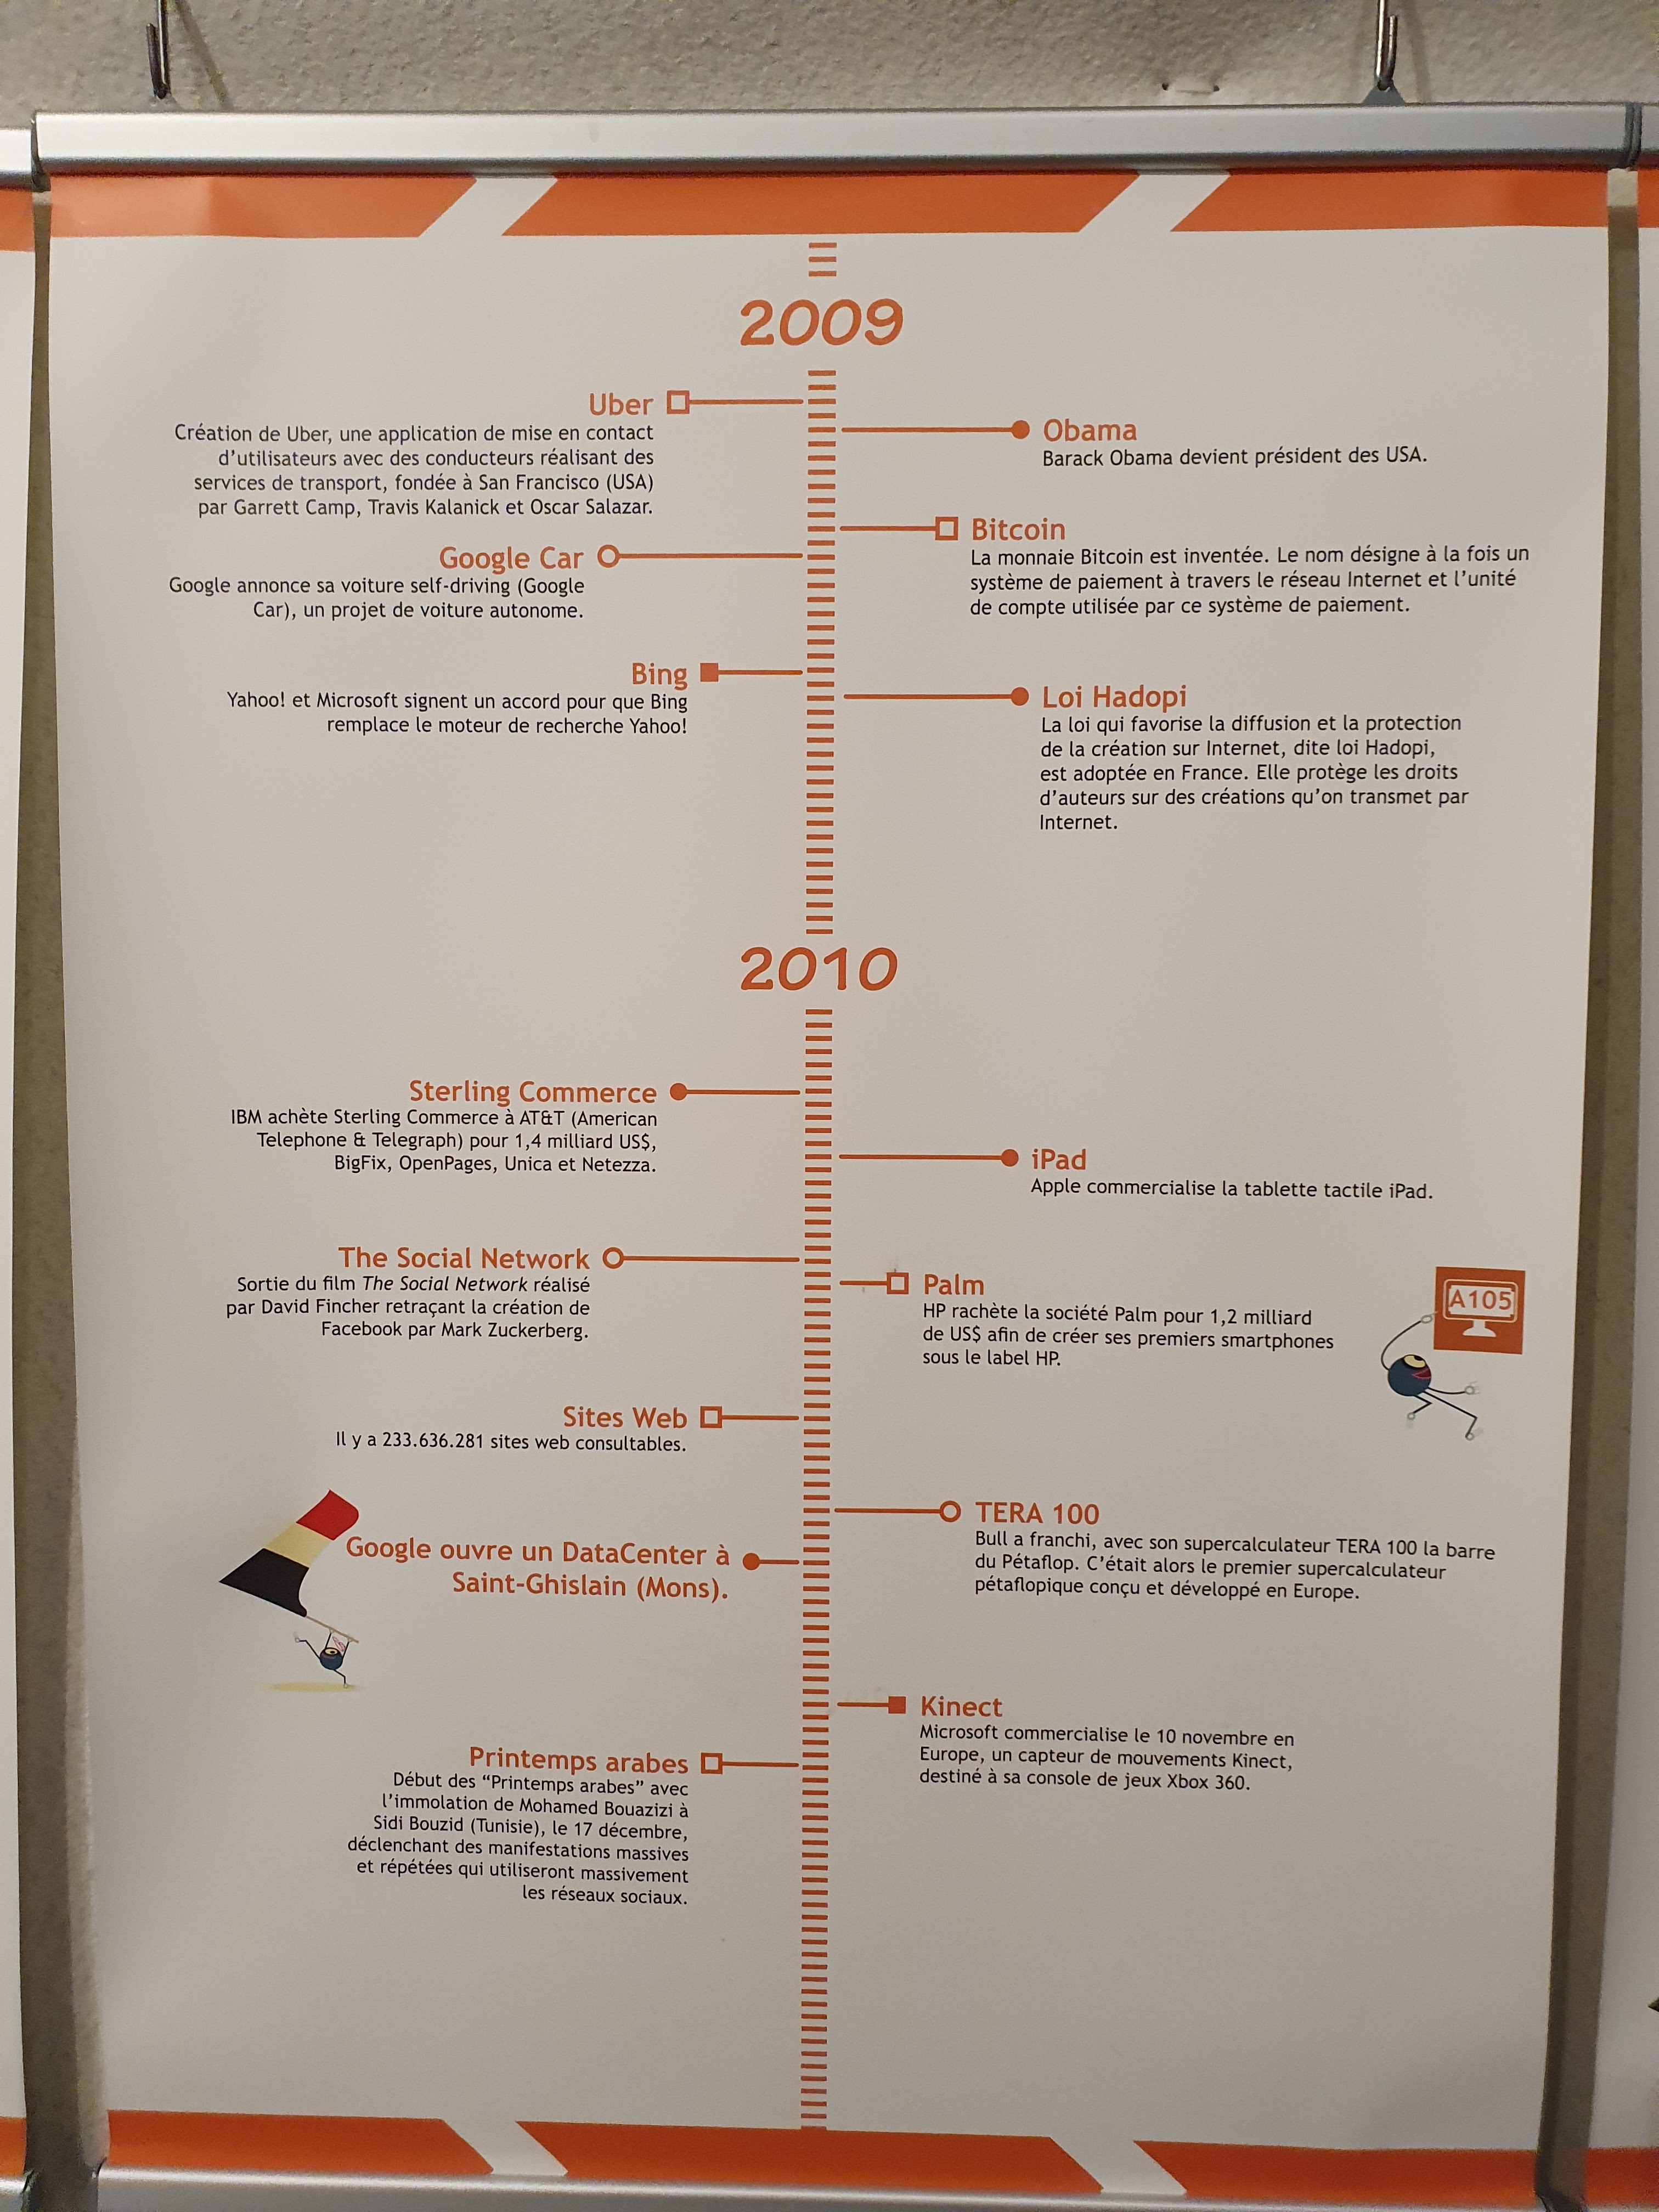 2009
Uber
Création de Uber, une application de mise en contact
d'utilisateurs avec des conducteurs réalisant des
services de transport, fondée à San Francisco (USA)
par Garrett Camp, Travis Kalanick et Oscar Salazar.
Obama
Barack Obama devient président des USA.
Bitcoin
La monnaie Bitcoin est inventée. Le nom désigne à la fois un
système de paiement à travers le réseau Internet et l'unité
de compte utilisée par ce système de paiement.
Google Car
Google annonce sa voiture self-driving (Google
Car), un projet de voiture autonome.
Bing
Yahoo! et Microsoft signent un accord pour que Bing
remplace le moteur de recherche Yahoo!
Loi Hadopi
La loi qui favorise la diffusion et la protection
de la création sur Internet, dite loi Hadopi,
est adoptée en France. Elle protège les droits
d'auteurs sur des créations qu'on transmet par
Internet.
2010
Sterling Commerce
IBM achète Sterling Commerce à AT&T (American
Telephone & Telegraph) pour 1,4 milliard US$,
BigFix, OpenPages, Unica et Netezza.
iPad
Apple commercialise la tablette tactile iPad.
The Social Network
Sortie du film The Social Network réalisé
par David Fincher retraçant la création de
Facebook par Mark Zuckerberg.
Palm
HP rachète la société Palm pour 1,2 milliard
de US$ afin de créer ses premiers smartphones
sous le label HP.
A105
Sites Web
Il y a 233.636.281 sites web consultables.
TERA 100
Bull a franchi, avec son supercalculateur TERA 100 la barre
du Pétaflop. C'était alors le premier supercalculateur
pétaflopique conçu et développé en Europe.
Google ouvre un DataCenter à
Saint-Ghislain (Mons).
Kinect
Microsoft commercialise le 10 novembre en
Europe, un capteur de mouvements Kinect,
destiné à sa console de jeux Xbox 360.
Printemps arabes
Début des “Printemps arabes” avec
l'immolation de Mohamed Bouazizi à
Sidi Bouzid (Tunisie), le 17 décembre,
déclenchant des manifestations massives
et répétées qui utiliseront massivement
les réseaux sociaux.